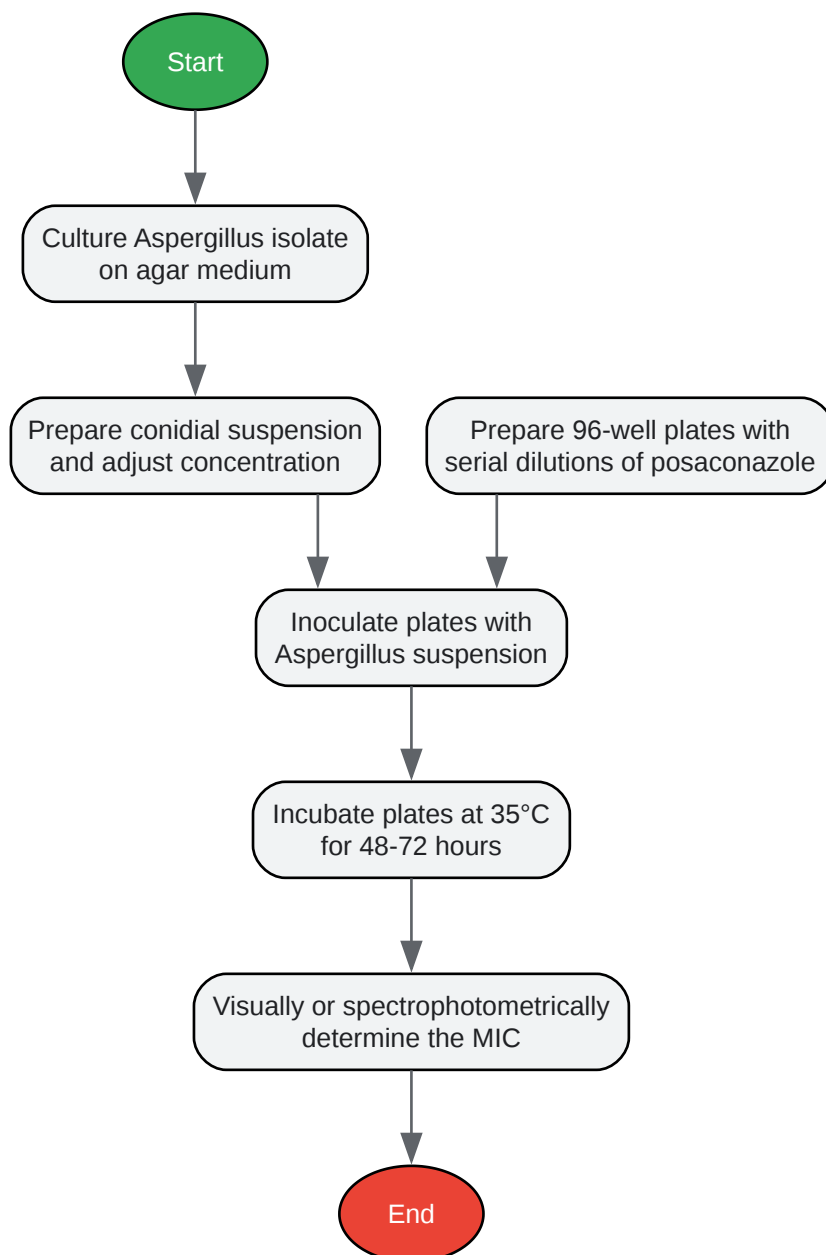 Start
Culture Aspergillus isolate
on agar medium
Prepare conidial suspension
and adjust concentration
Prepare 96-well plates with
serial dilutions of posaconazole
Inoculate plates with
Aspergillus suspension
Incubate plates at 35°C
for 48-72 hours
Visually or spectrophotometrically
determine the MIC
End